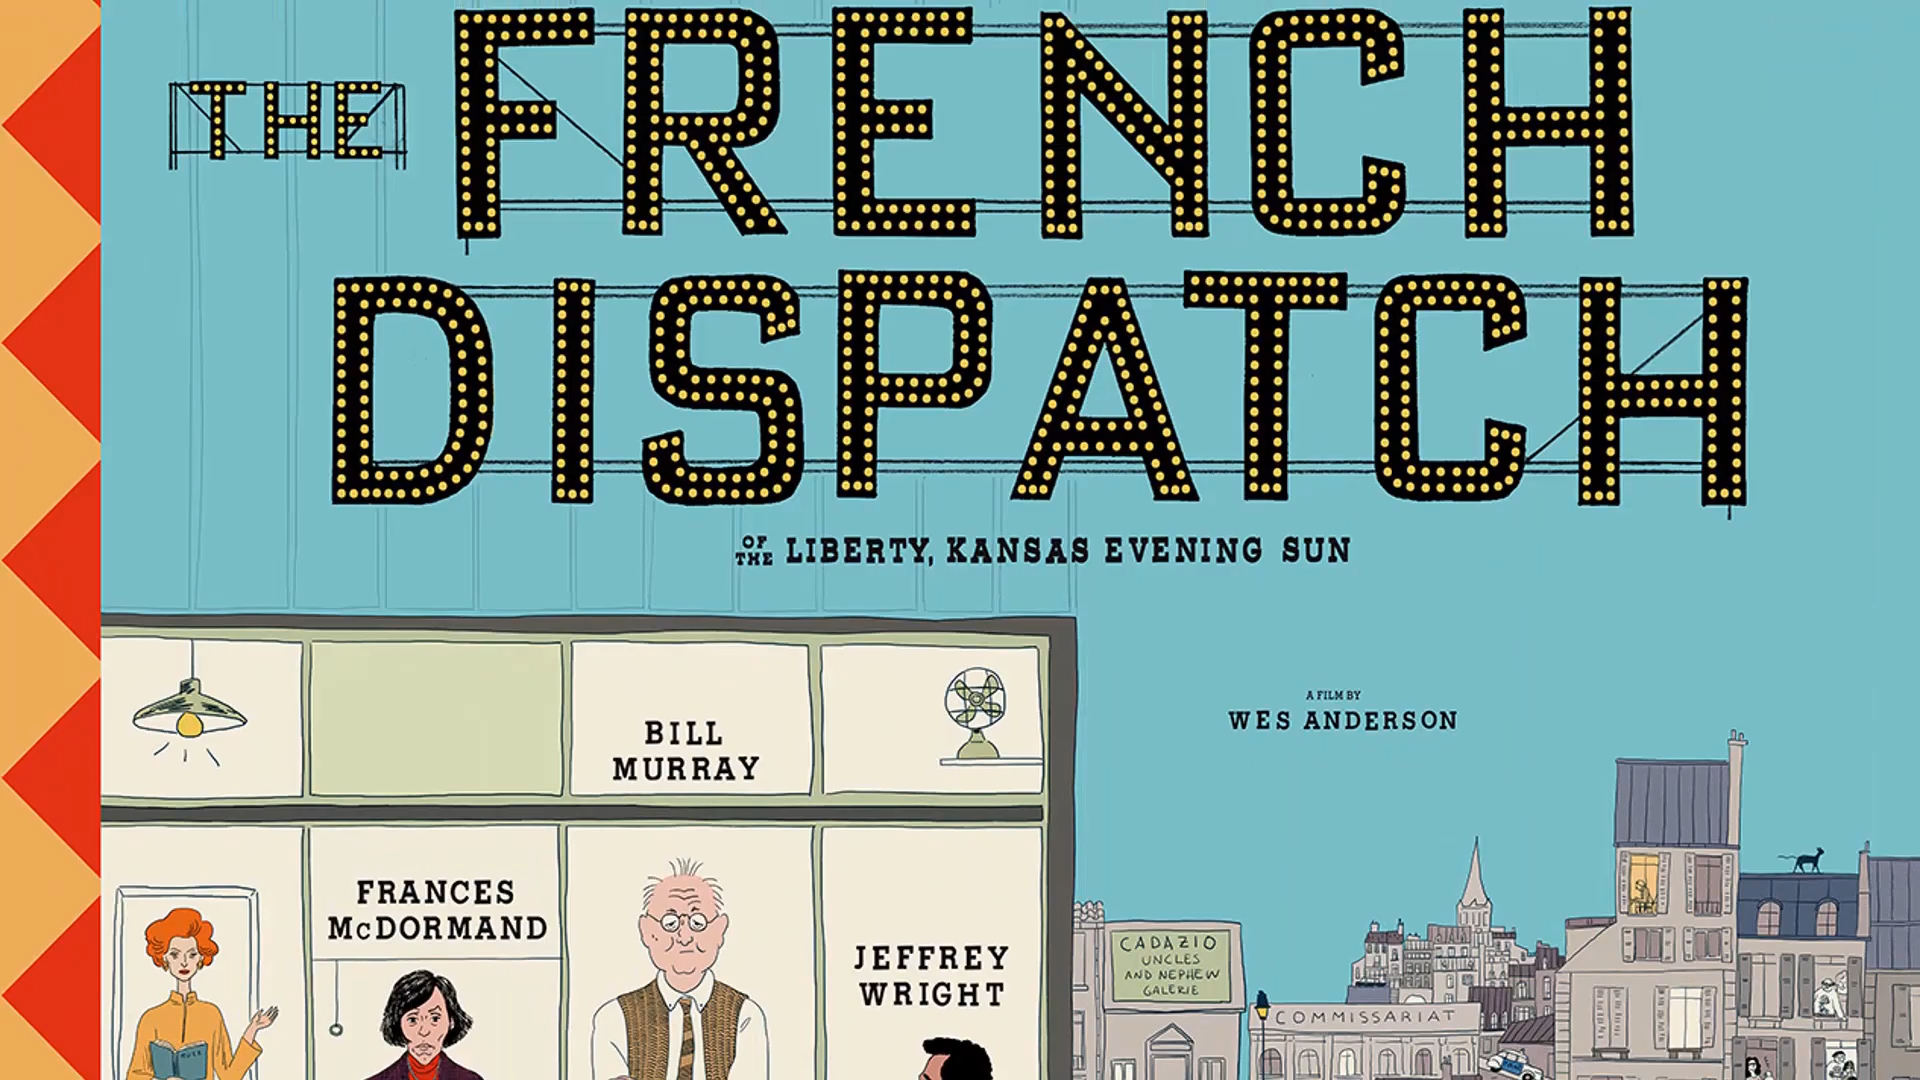 THE FRENCH
DISPATCH
OF THE LIBERTY, KANSAS EVENING SUN
A FILM BY
WES ANDERSON
BILL
MURRAY
FRANCES
McDORMAND
JEFFREY
WRIGHT
CADAZIO
UNCLES
AND NEPHEW
GALERIE
COMMISSARIAT